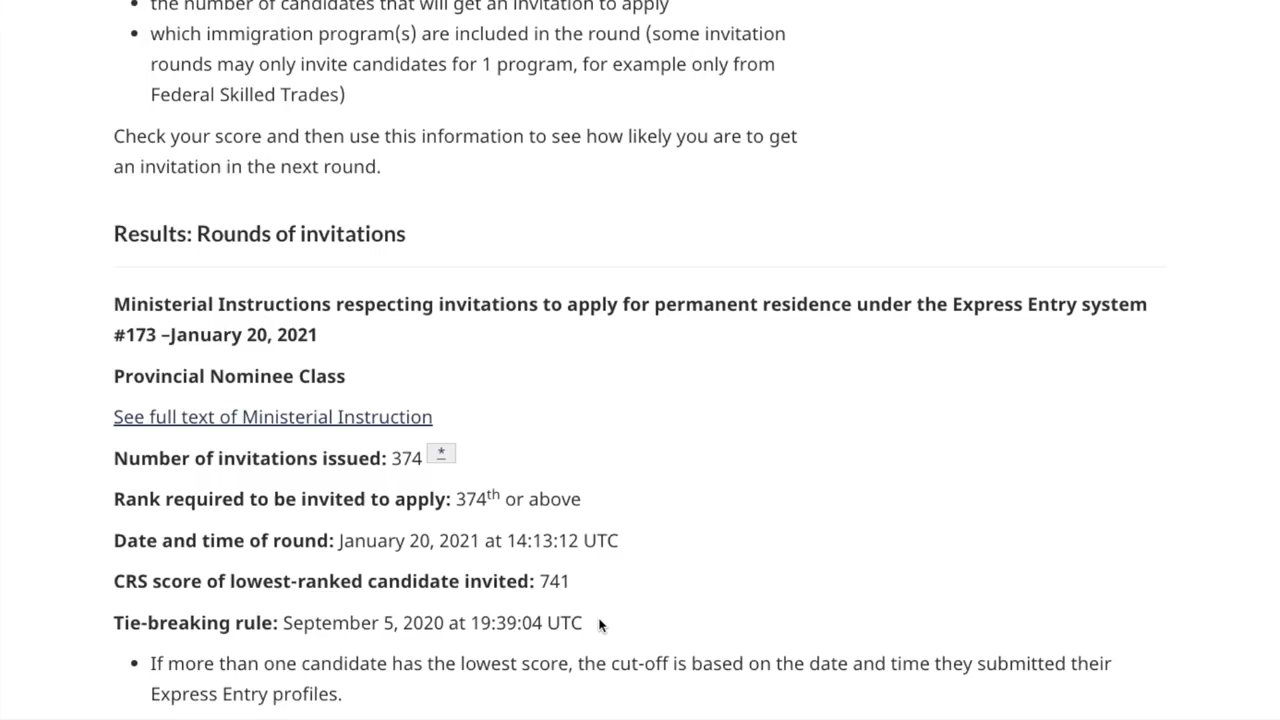 the number of candidates that will get an invitation to apply
which immigration program(s) are included in the round (some invitation
rounds may only invite candidates for 1 program, for example only from
Federal Skilled Trades)
Check your score and then use this information to see how likely you are to get
an invitation in the next round.
Results: Rounds of invitations
Ministerial Instructions respecting invitations to apply for permanent residence under the Express Entry system
#173 –January 20, 2021
Provincial Nominee Class
See full text of Ministerial Instruction
Number of invitations issued: 374 *
Rank required to be invited to apply: 374th or above
Date and time of round: January 20, 2021 at 14:13:12 UTC
CRS score of lowest-ranked candidate invited: 741
Tie-breaking rule: September 5, 2020 at 19:39:04 UTC
If more than one candidate has the lowest score, the cut-off is based on the date and time they submitted their
Express Entry profiles.